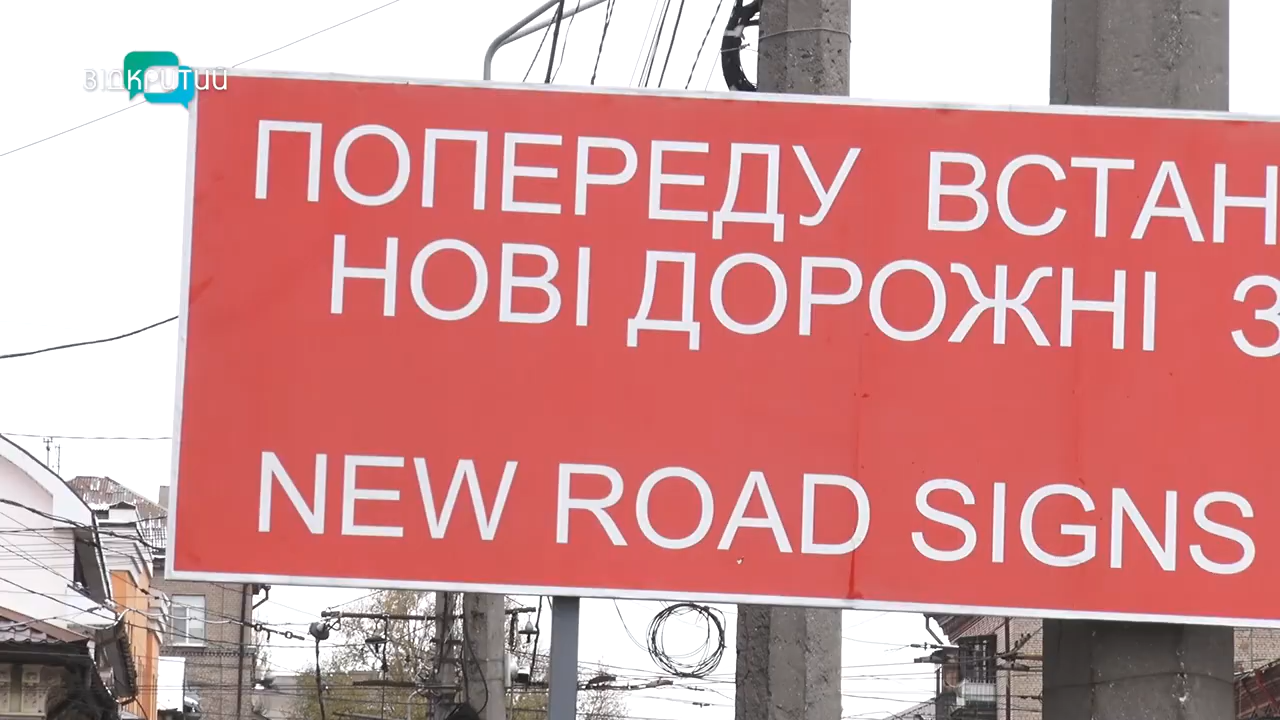 ВІДКРИТИЙ
ПОПЕРЕДУ ВСТАН
НОВІ ДОРОЖНІ З
NEW ROAD SIGNS